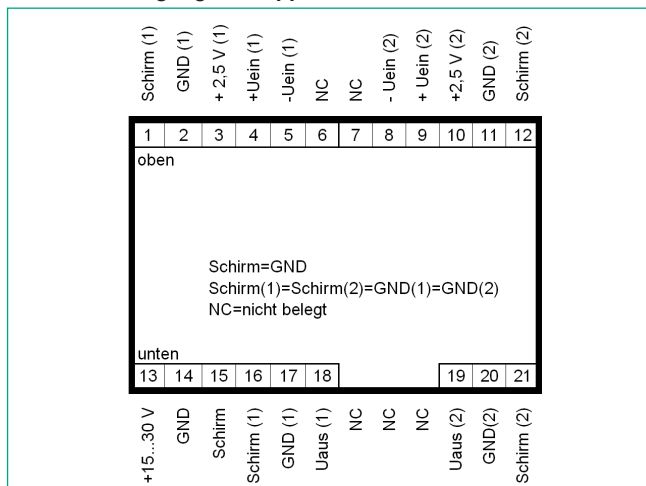 Schirm (1)
GND (1)
+ 2,5 V (1)
+Uein (1)
-Uein (1)
NC
NC
- Uein (2)
+ Uein (2)
+2,5 V (2)
GND (2)
Schirm (2)
1 2 3 4 5 6 7 8 9 10 11 12
oben
Schirm=GND
Schirm(1)=Schirm(2)=GND(1)=GND(2)
NC=nicht belegt
unten
13 14 15 16 17 18 19 20 21
+15...30 V
GND
Schirm
Schirm (1)
GND (1)
Uaus (1)
NC
NC
NC
Uaus (2)
GND(2)
Schirm (2)